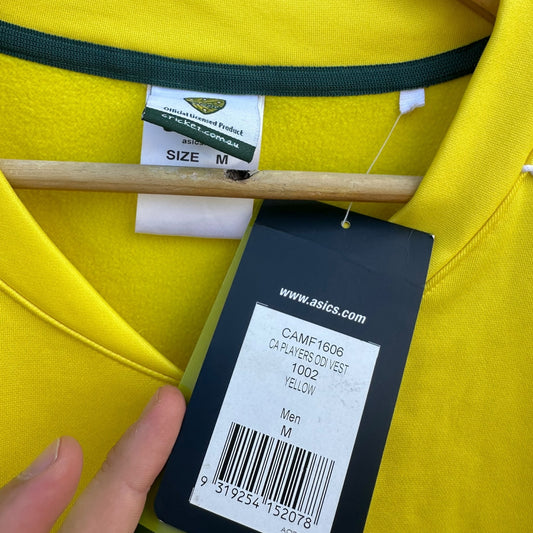 Official Licensed Product
cricket.com.au
asics
SIZE M
www.asics.com
CAMF1606
CA PLAYERS ODI VEST
1002
YELLOW
Men
M
9 319254 152078